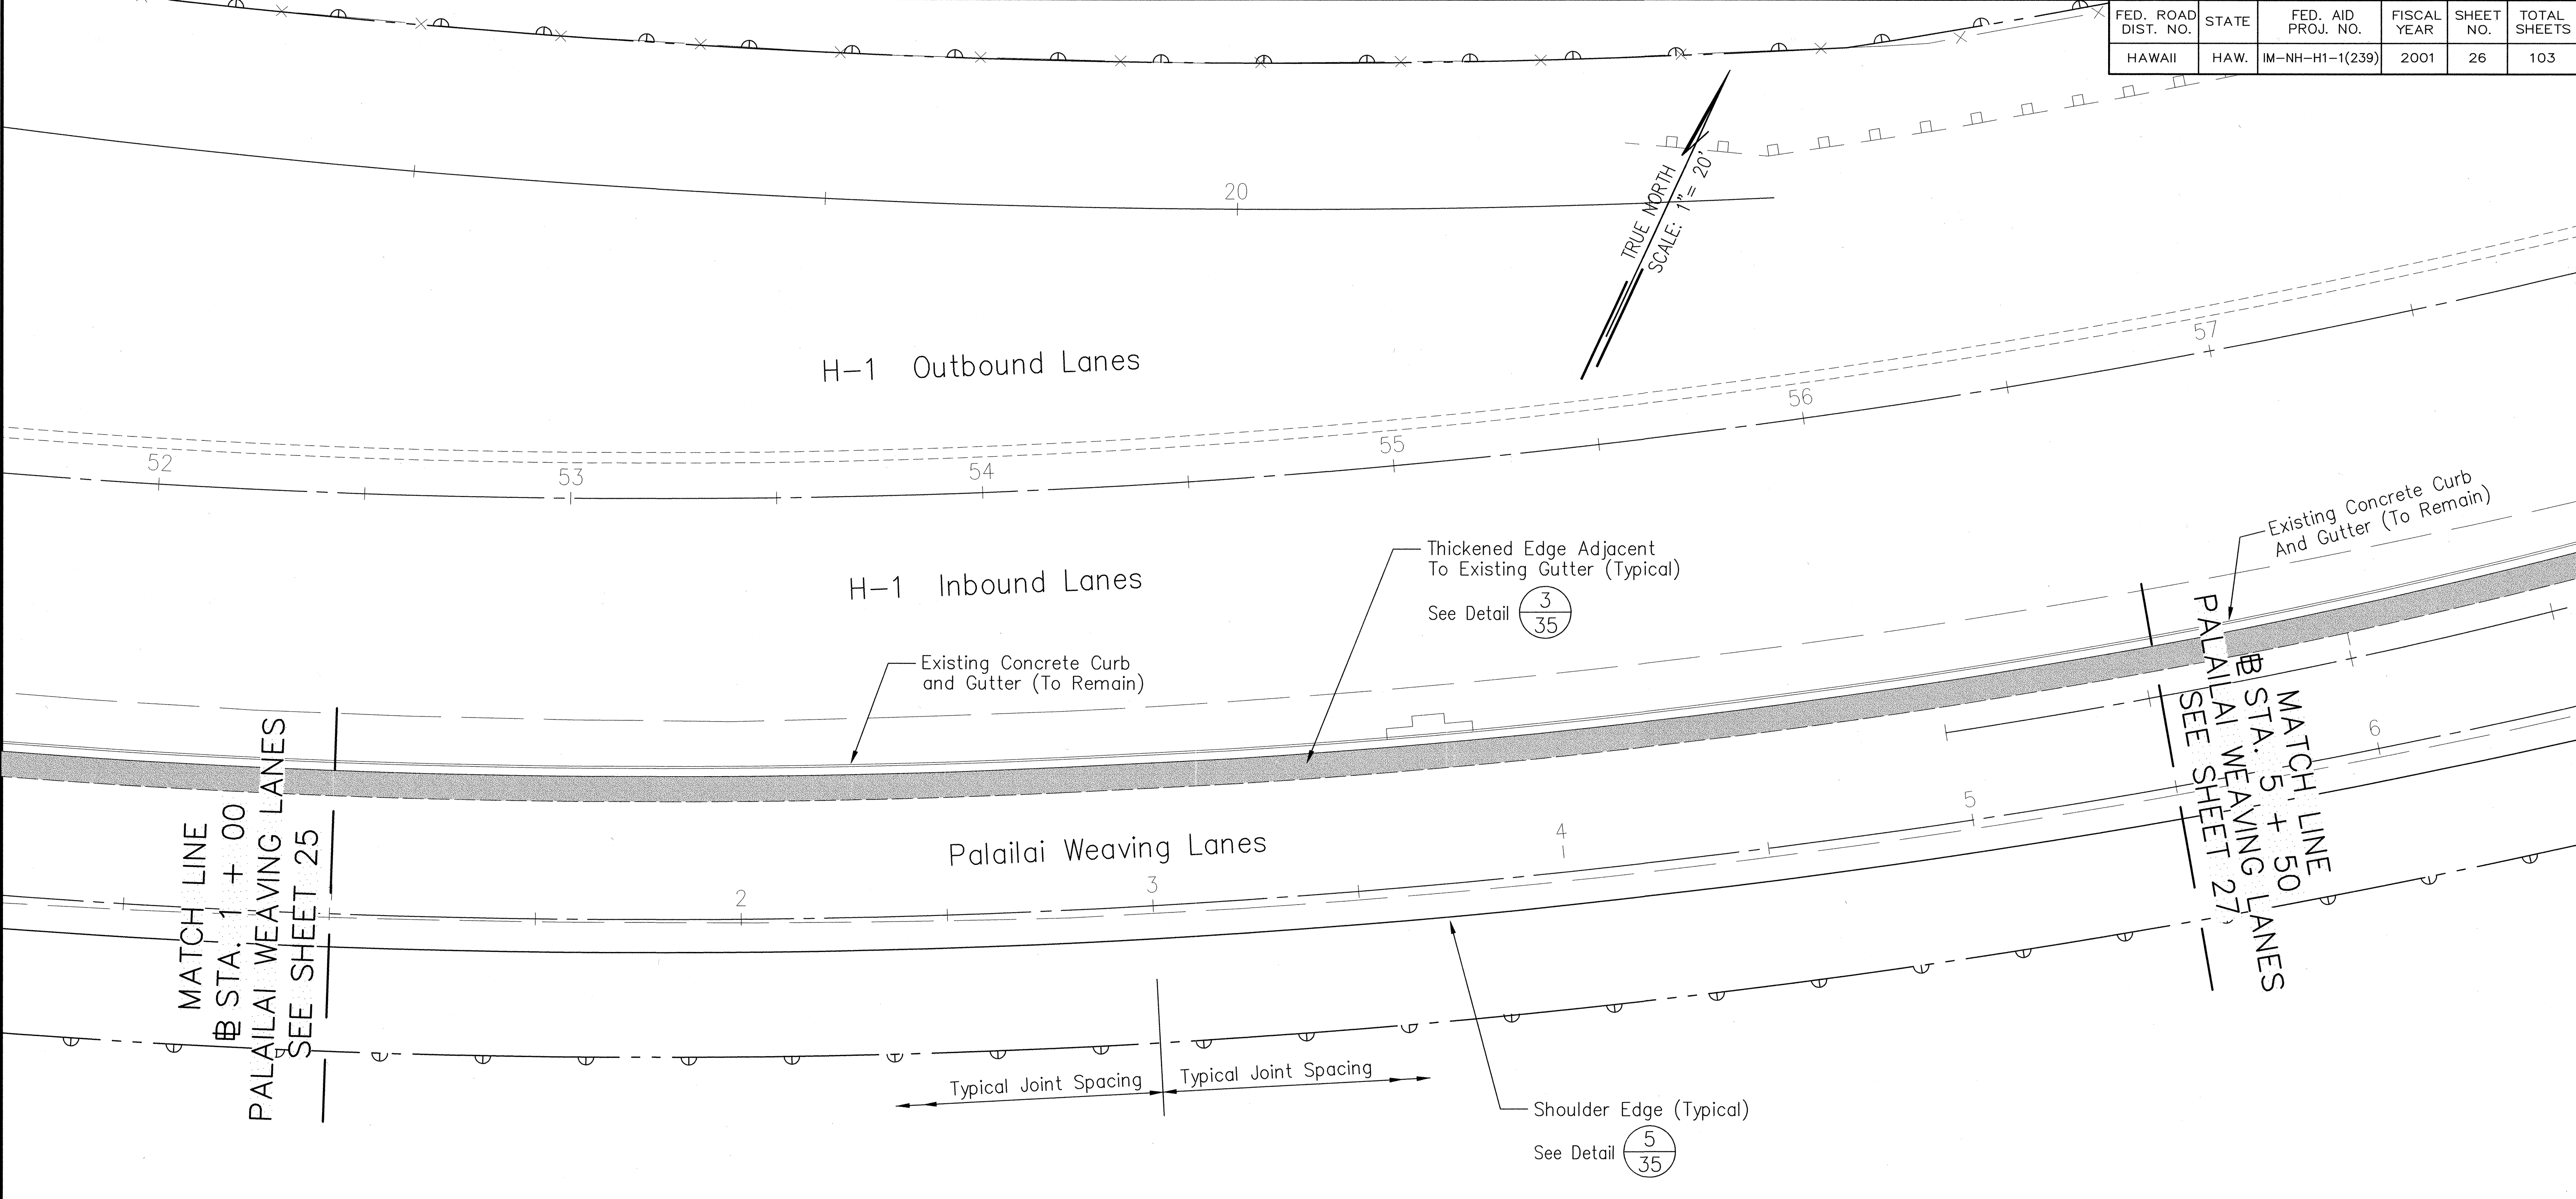 FED. ROAD DIST. NO.
STATE
FED. AID PROJ. NO.
FISCAL YEAR
SHEET NO.
TOTAL SHEETS
HAWAII
HAW.
IM-NH-H1-1(239)
2001
26
103
20
TRUE NORTH
SCALE: 1" = 20'
H-1 Outbound Lanes
52
53
54
55
56
57
H-1 Inbound Lanes
Thickened Edge Adjacent
To Existing Gutter (Typical)
See Detail 3
35
Existing Concrete Curb
And Gutter (To Remain)
Existing Concrete Curb
and Gutter (To Remain)
MATCH LINE
B STA. 1 + 00
PALAILAI WEAVING LANES
SEE SHEET 25
Palailai Weaving Lanes
2
3
4
5
6
MATCH LINE
B STA. 5 + 50
PALAILAI WEAVING LANES
SEE SHEET 27
Typical Joint Spacing
Typical Joint Spacing
Shoulder Edge (Typical)
See Detail 5
35